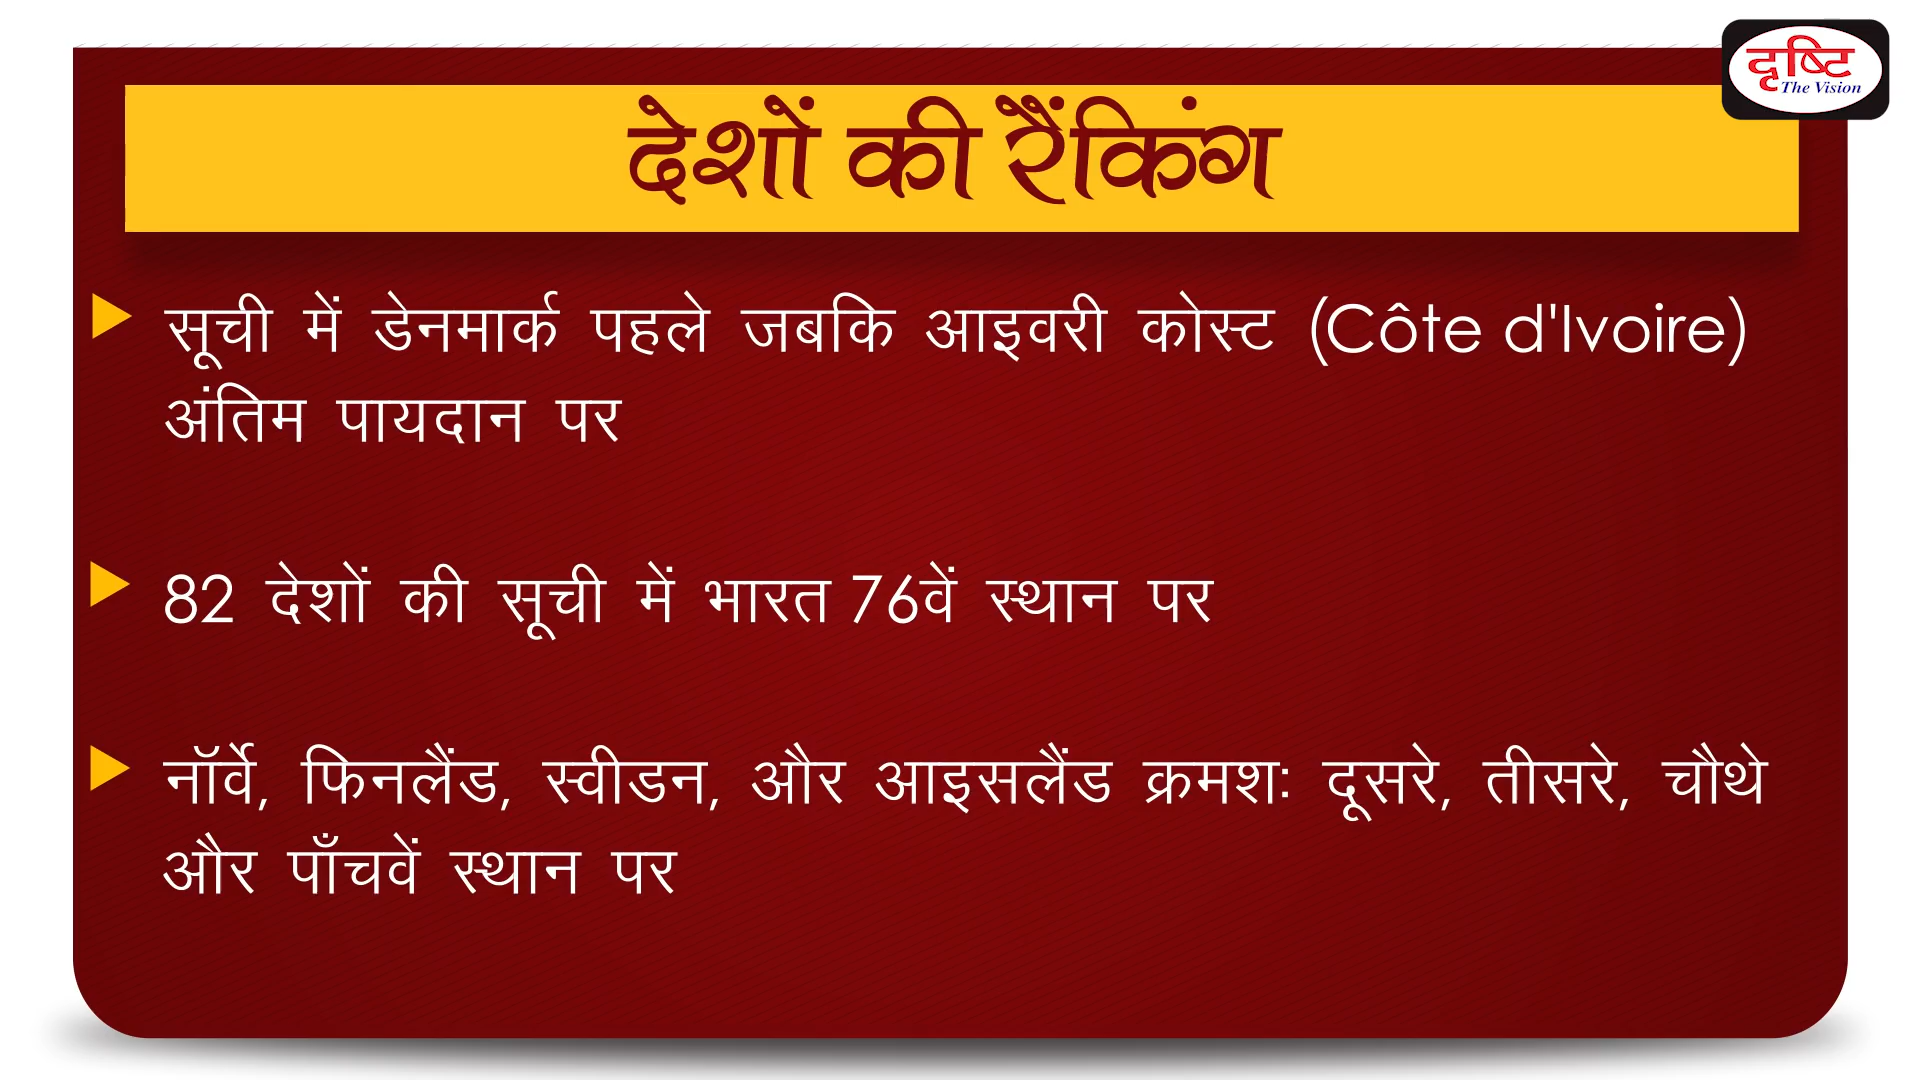 दृष्टि
The Vision
देशों की रैंकिंग
सूची में डेनमार्क पहले जबकि आइवरी कोस्ट (Côte d'Ivoire)
अंतिम पायदान पर
82 देशों की सूची में भारत 76वें स्थान पर
नॉर्वे, फिनलैंड, स्वीडन, और आइसलैंड क्रमशः दूसरे, तीसरे, चौथे
और पाँचवें स्थान पर